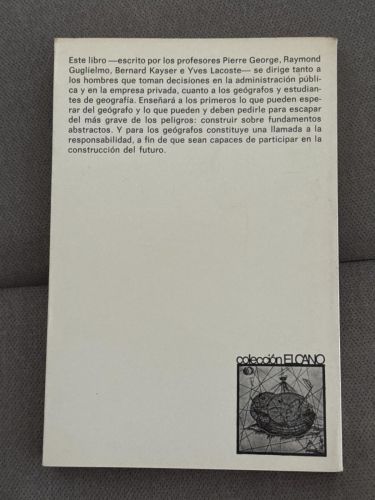 Este libro —escrito por los profesores Pierre George, Raymond
Guglielmo, Bernard Kayser e Yves Lacoste— se dirige tanto a
los hombres que toman decisiones en la administración públi-
ca y en la empresa privada, cuanto a los geógrafos y estudian-
tes de geografía. Enseñará a los primeros lo que pueden espe-
rar del geógrafo y lo que pueden y deben pedirle para escapar
del más grave de los peligros: construir sobre fundamentos
abstractos. Y para los geógrafos constituye una llamada a la
responsabilidad, a fin de que sean capaces de participar en la
construcción del futuro.
colección ELCANO